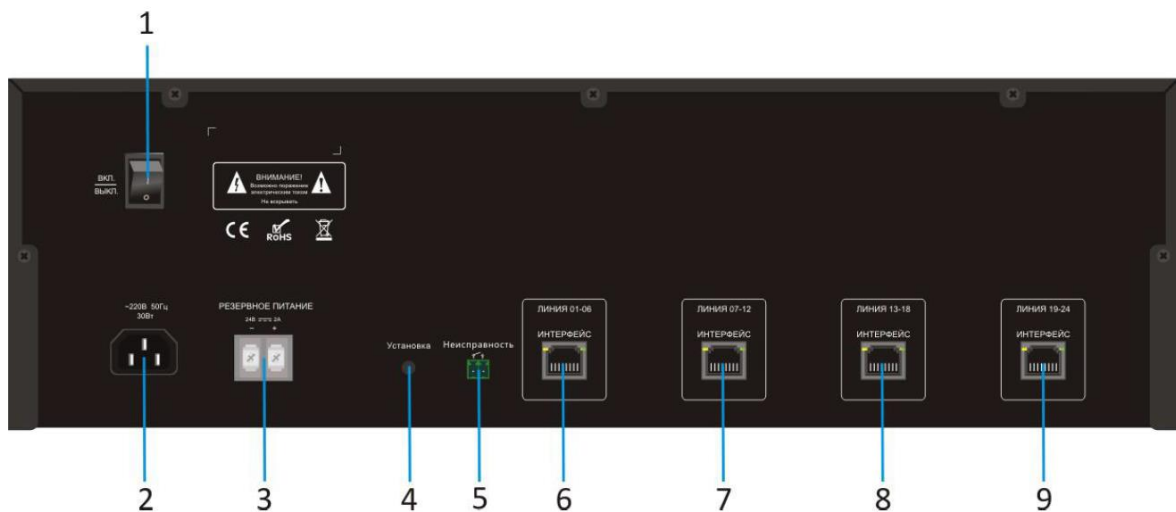 1
ВКЛ.
ВЫКЛ.
I
O
ВНИМАНИЕ!
Возможно поражение
электрическим током
Не вскрывать
CE
RoHS
~220В 50Гц
30Вт
РЕЗЕРВНОЕ ПИТАНИЕ
24В 2А
− +
Установка
Неисправность
ЛИНИЯ 01-06
ИНТЕРФЕЙС
ЛИНИЯ 07-12
ИНТЕРФЕЙС
ЛИНИЯ 13-18
ИНТЕРФЕЙС
ЛИНИЯ 19-24
ИНТЕРФЕЙС
2
3
4
5
6
7
8
9